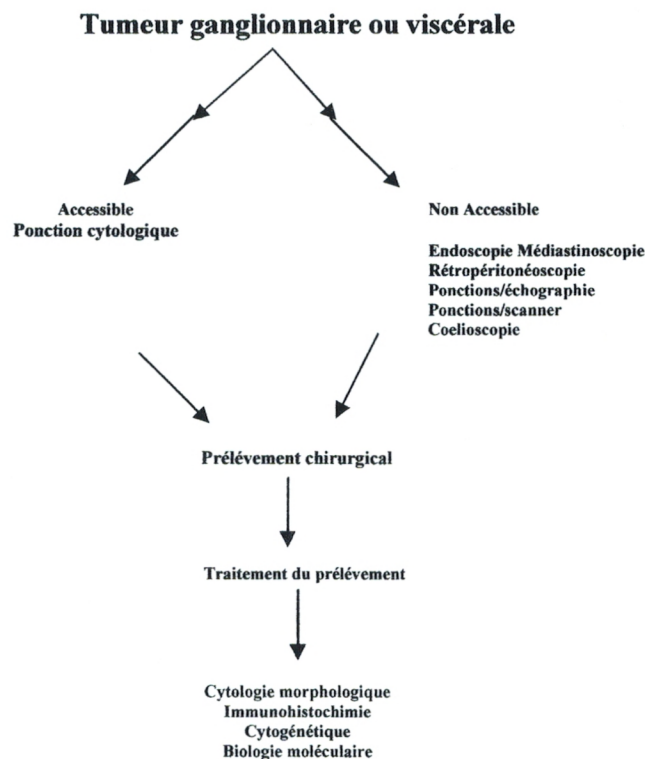 Tumeur ganglionnaire ou viscérale
Accessible
Ponction cytologique
Non Accessible
Endoscopie Médiastinoscopie
Rétropéritonéoscopie
Ponctions/échographie
Ponctions/scanner
Coelioscopie
Prélévement chirurgical
Traitement du prélévement
Cytologie morphologique
Immunohistochimie
Cytogénétique
Biologie moléculaire